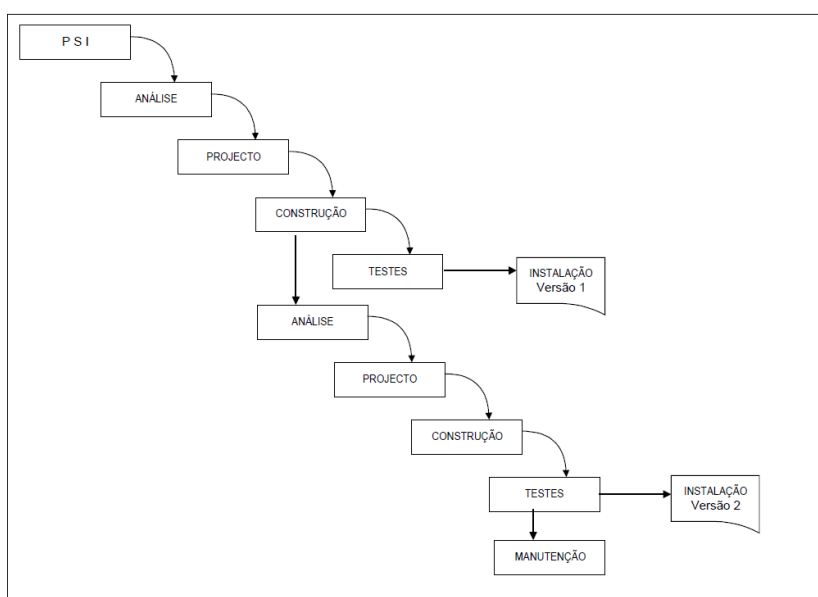 P S I
ANÁLISE
PROJECTO
CONSTRUÇÃO
TESTES
INSTALAÇÃO
Versão 1
ANÁLISE
PROJECTO
CONSTRUÇÃO
TESTES
INSTALAÇÃO
Versão 2
MANUTENÇÃO